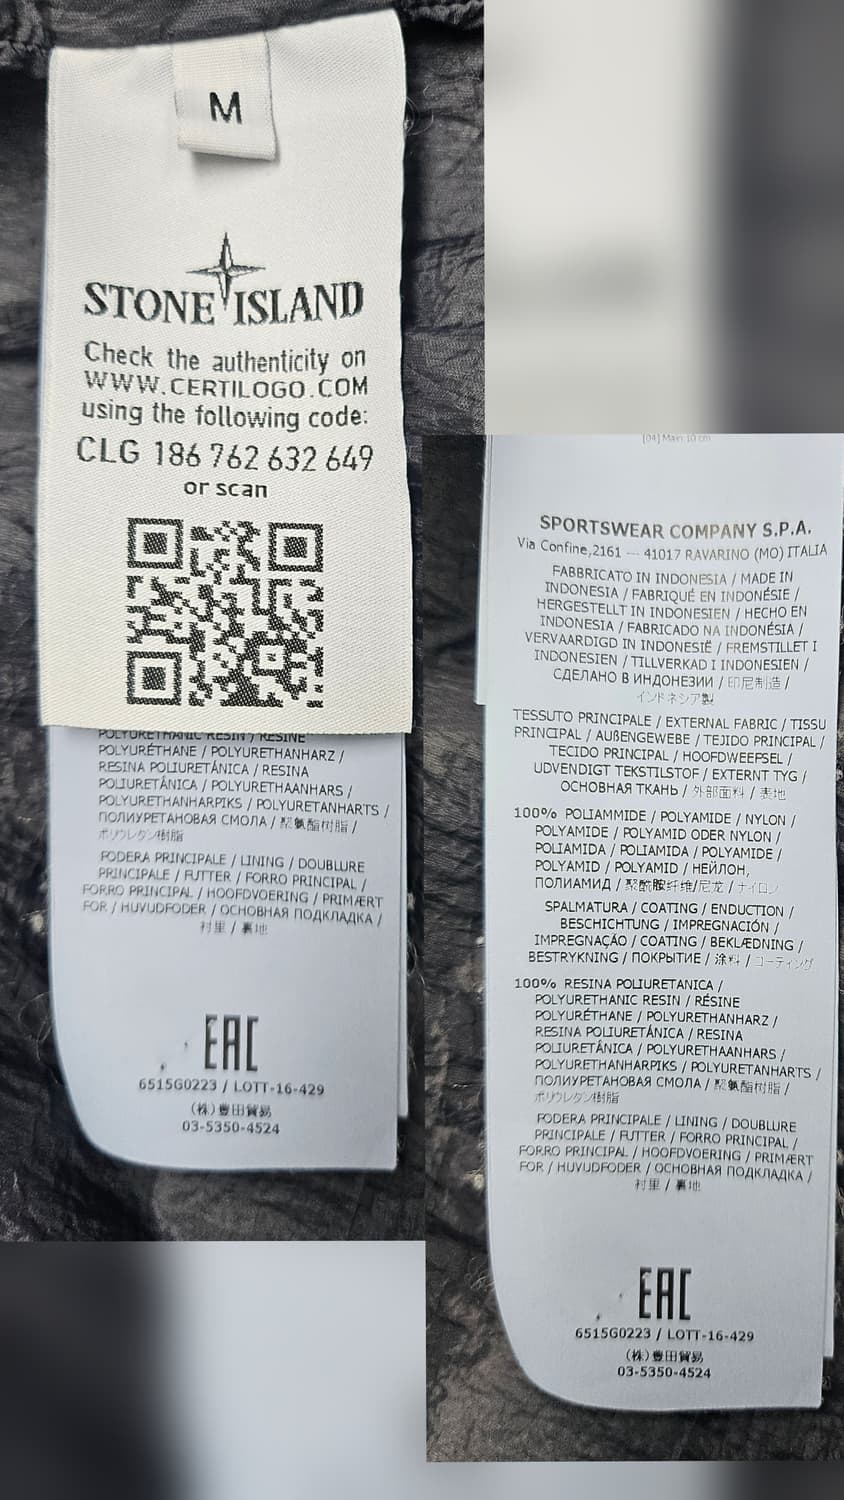 M
STONE ISLAND
Check the authenticity on
WWW.CERTILOGO.COM
using the following code:
CLG 186 762 632 649
or scan
POLYURETHANIC RESIN / RESINE
POLYURÉTHANE / POLYURETHANHARZ /
RESINA POLIURETÁNICA / RESINA
POLIURETÂNICA / POLYURETHAANHARS /
POLYURETHANHARPIKS / POLYURETANHARTS /
ПОЛИУРЕТАНОВАЯ СМОЛА / 聚氨酯树脂 /
ポリウレタン樹脂
FODERA PRINCIPALE / LINING / DOUBLURE
PRINCIPALE / FUTTER / FORRO PRINCIPAL /
FORRO PRINCIPAL / HOOFDVOERING / PRIMÆRT
FOR / HUVUDFODER / ОСНОВНАЯ ПОДКЛАДКА /
衬里 / 裏地
EAC
6515G0223 / LOTT-16-429
(株)豊田貿易
03-5350-4524
[04] Main 10 cm
SPORTSWEAR COMPANY S.P.A.
Via Confine,2161 --- 41017 RAVARINO (MO) ITALIA
FABBRICATO IN INDONESIA / MADE IN
INDONESIA / FABRIQUÉ EN INDONÉSIE /
HERGESTELLT IN INDONESIEN / HECHO EN
INDONESIA / FABRICADO NA INDONÉSIA /
VERVAARDIGD IN INDONESIË / FREMSTILLET I
INDONESIEN / TILLVERKAD I INDONESIEN /
СДЕЛАНО В ИНДОНЕЗИИ / 印尼制造 /
インドネシア製
TESSUTO PRINCIPALE / EXTERNAL FABRIC / TISSU
PRINCIPAL / AUßENGEWEBE / TEJIDO PRINCIPAL /
TECIDO PRINCIPAL / HOOFDWEEFSEL /
UDVENDIGT TEKSTILSTOF / EXTERNT TYG /
ОСНОВНАЯ ТКАНЬ / 外部面料 / 表地
100% POLIAMMIDE / POLYAMIDE / NYLON /
POLYAMIDE / POLYAMID ODER NYLON /
POLIAMIDA / POLIAMIDA / POLYAMIDE /
POLYAMID / POLYAMID / НЕЙЛОН,
ПОЛИАМИД / 聚酰胺纤维/尼龙 / ナイロン
SPALMATURA / COATING / ENDUCTION /
BESCHICHTUNG / IMPREGNACIÓN /
IMPREGNAÇÃO / COATING / BEKLÆDNING /
BESTRYKNING / ПОКРЫТИЕ / 涂料 / コーティング
100% RESINA POLIURETANICA /
POLYURETHANIC RESIN / RÉSINE
POLYURÉTHANE / POLYURETHANHARZ /
RESINA POLIURETÁNICA / RESINA
POLIURETÂNICA / POLYURETHAANHARS /
POLYURETHANHARPIKS / POLYURETANHARTS /
ПОЛИУРЕТАНОВАЯ СМОЛА / 聚氨酯树脂 /
ポリウレタン樹脂
FODERA PRINCIPALE / LINING / DOUBLURE
PRINCIPALE / FUTTER / FORRO PRINCIPAL /
FORRO PRINCIPAL / HOOFDVOERING / PRIMÆRT
FOR / HUVUDFODER / ОСНОВНАЯ ПОДКЛАДКА /
衬里 / 裏地
EAC
6515G0223 / LOTT-16-429
(株)豊田貿易
03-5350-4524